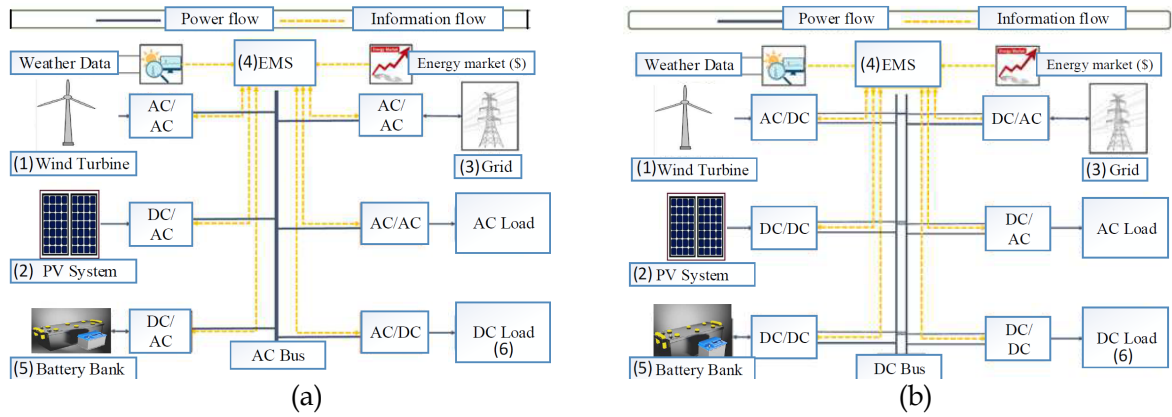 Power flow
Information flow
Weather Data
(4)EMS
Energy Market
Energy market ($)
AC/
AC
AC/
AC
(1)Wind Turbine
(3)Grid
DC/
AC
AC/AC
AC Load
(2) PV System
DC/
AC
AC/DC
DC Load
(6)
AC Bus
(5)Battery Bank
(a)
Power flow
Information flow
Weather Data
(4)EMS
Energy Market
Energy market ($)
AC/DC
DC/AC
(1)Wind Turbine
(3)Grid
DC/DC
DC/
AC
AC Load
(2)PV System
DC/DC
DC/
DC
DC Load
(6)
DC Bus
(5)Battery Bank
(b)